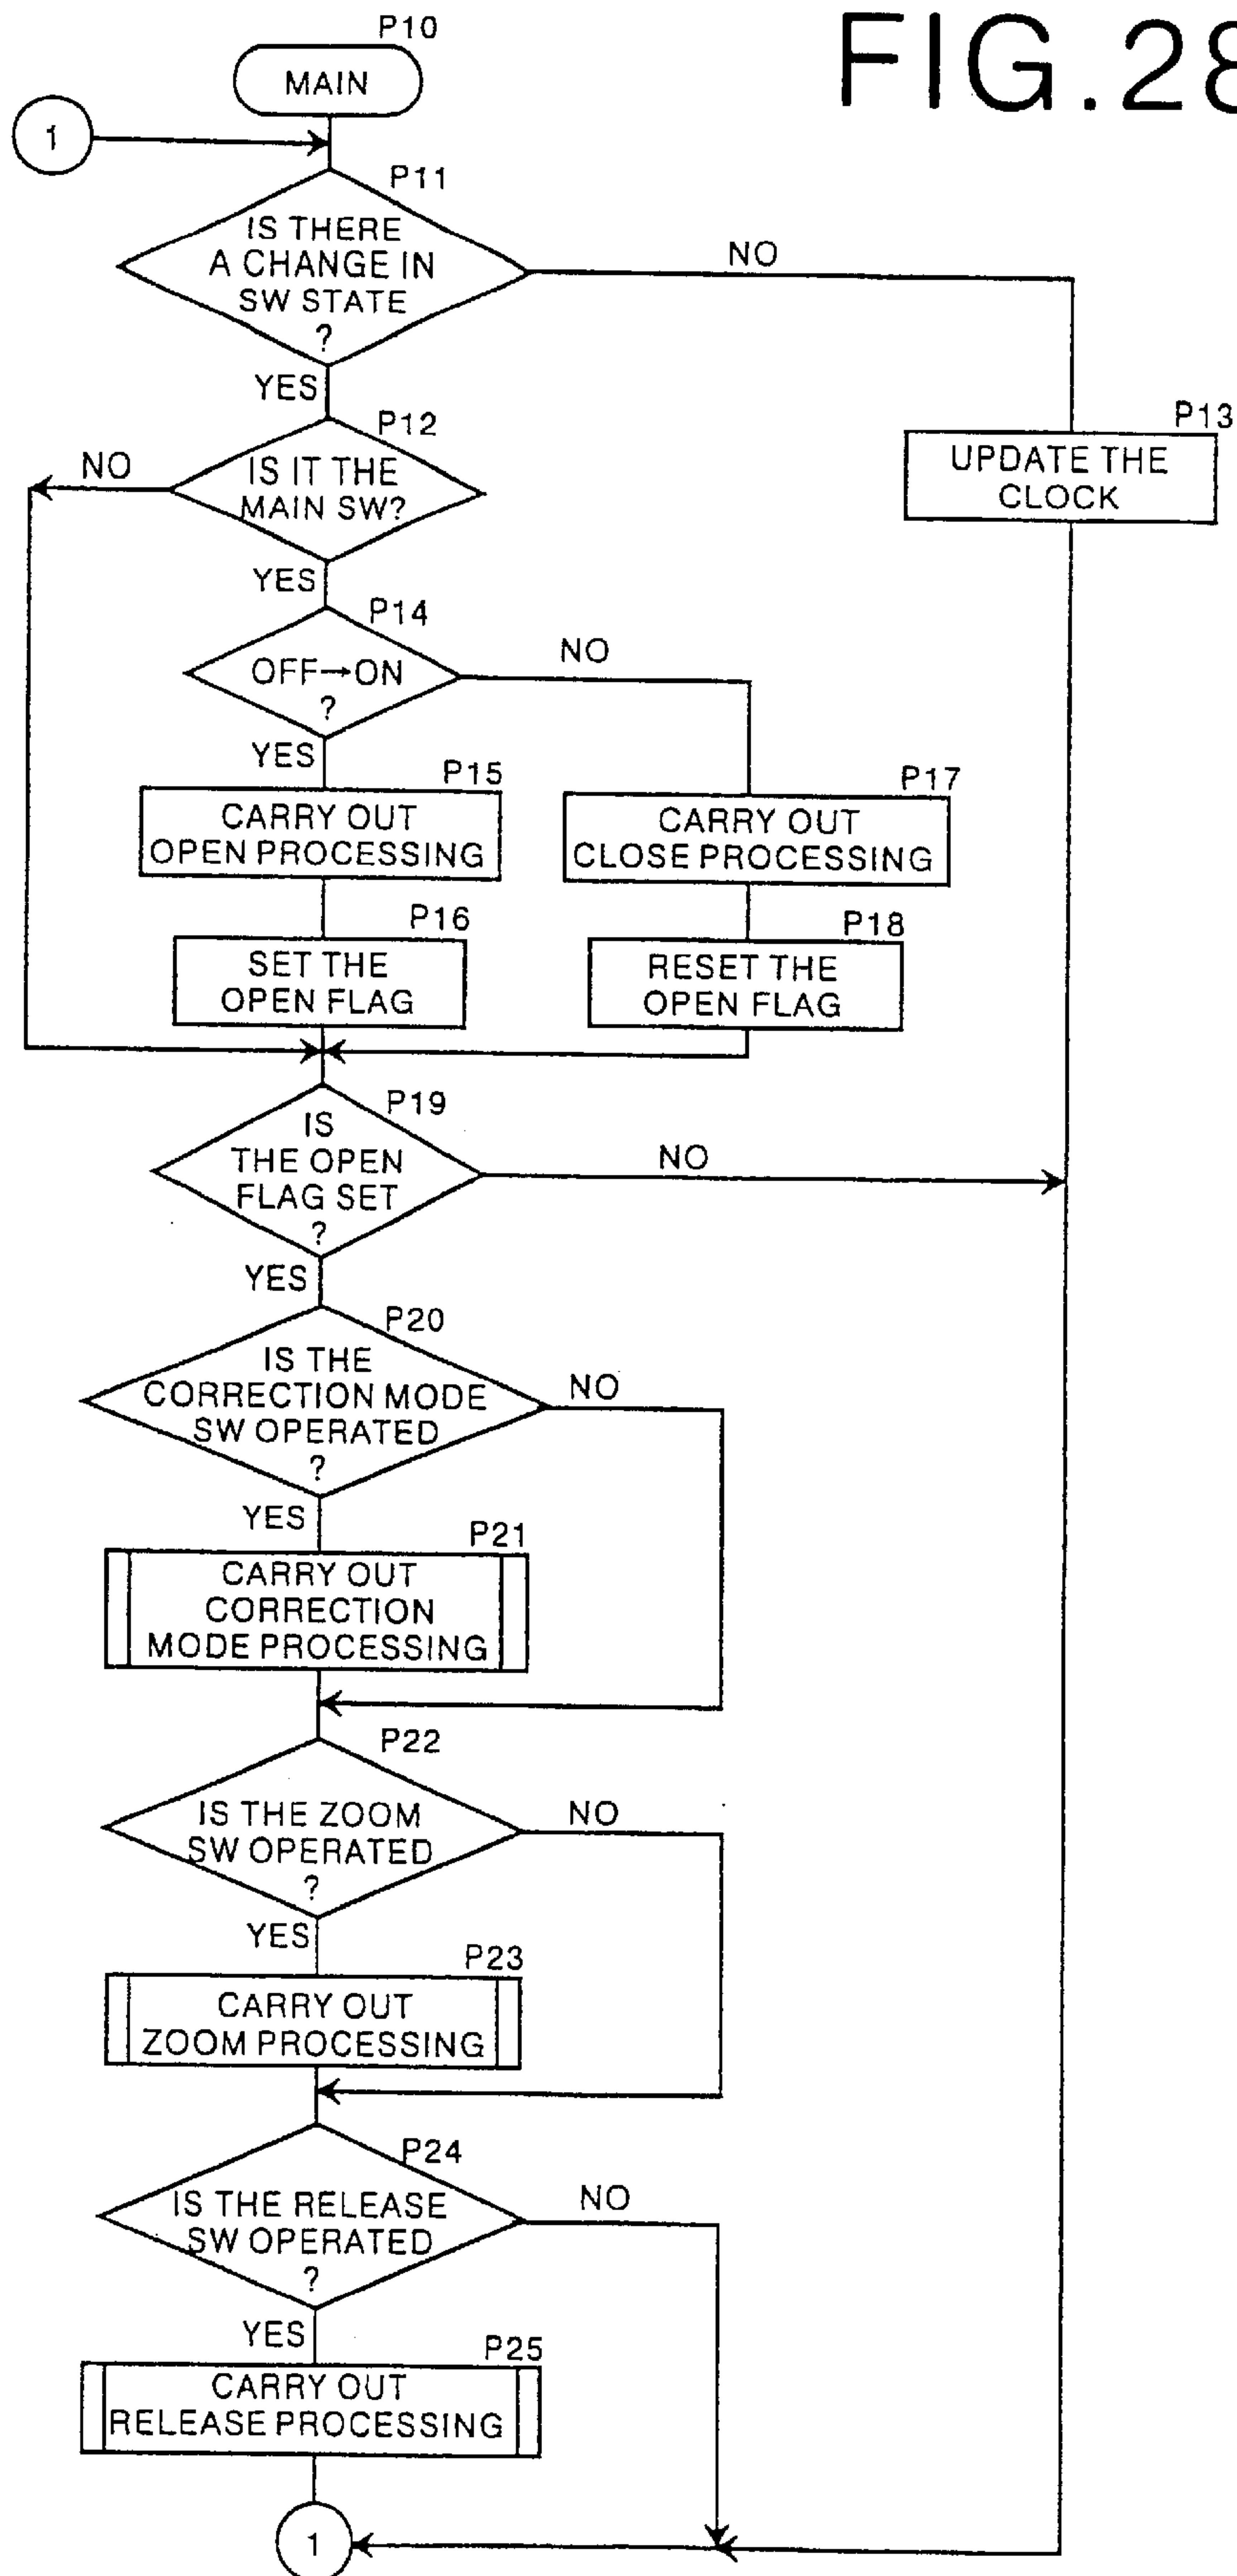 FIG.28
P10
MAIN
1
P11
IS THERE
A CHANGE IN
SW STATE
?
NO
YES
P12
IS IT THE
MAIN SW?
NO
YES
P13
UPDATE THE
CLOCK
P14
OFF→ON
?
NO
YES
P15
CARRY OUT
OPEN PROCESSING
P17
CARRY OUT
CLOSE PROCESSING
P16
SET THE
OPEN FLAG
P18
RESET THE
OPEN FLAG
P19
IS
THE OPEN
FLAG SET
?
NO
YES
P20
IS THE
CORRECTION MODE
SW OPERATED
?
NO
YES
P21
CARRY OUT
CORRECTION
MODE PROCESSING
P22
IS THE ZOOM
SW OPERATED
?
NO
YES
P23
CARRY OUT
ZOOM PROCESSING
P24
IS THE RELEASE
SW OPERATED
?
NO
YES
P25
CARRY OUT
RELEASE PROCESSING
1